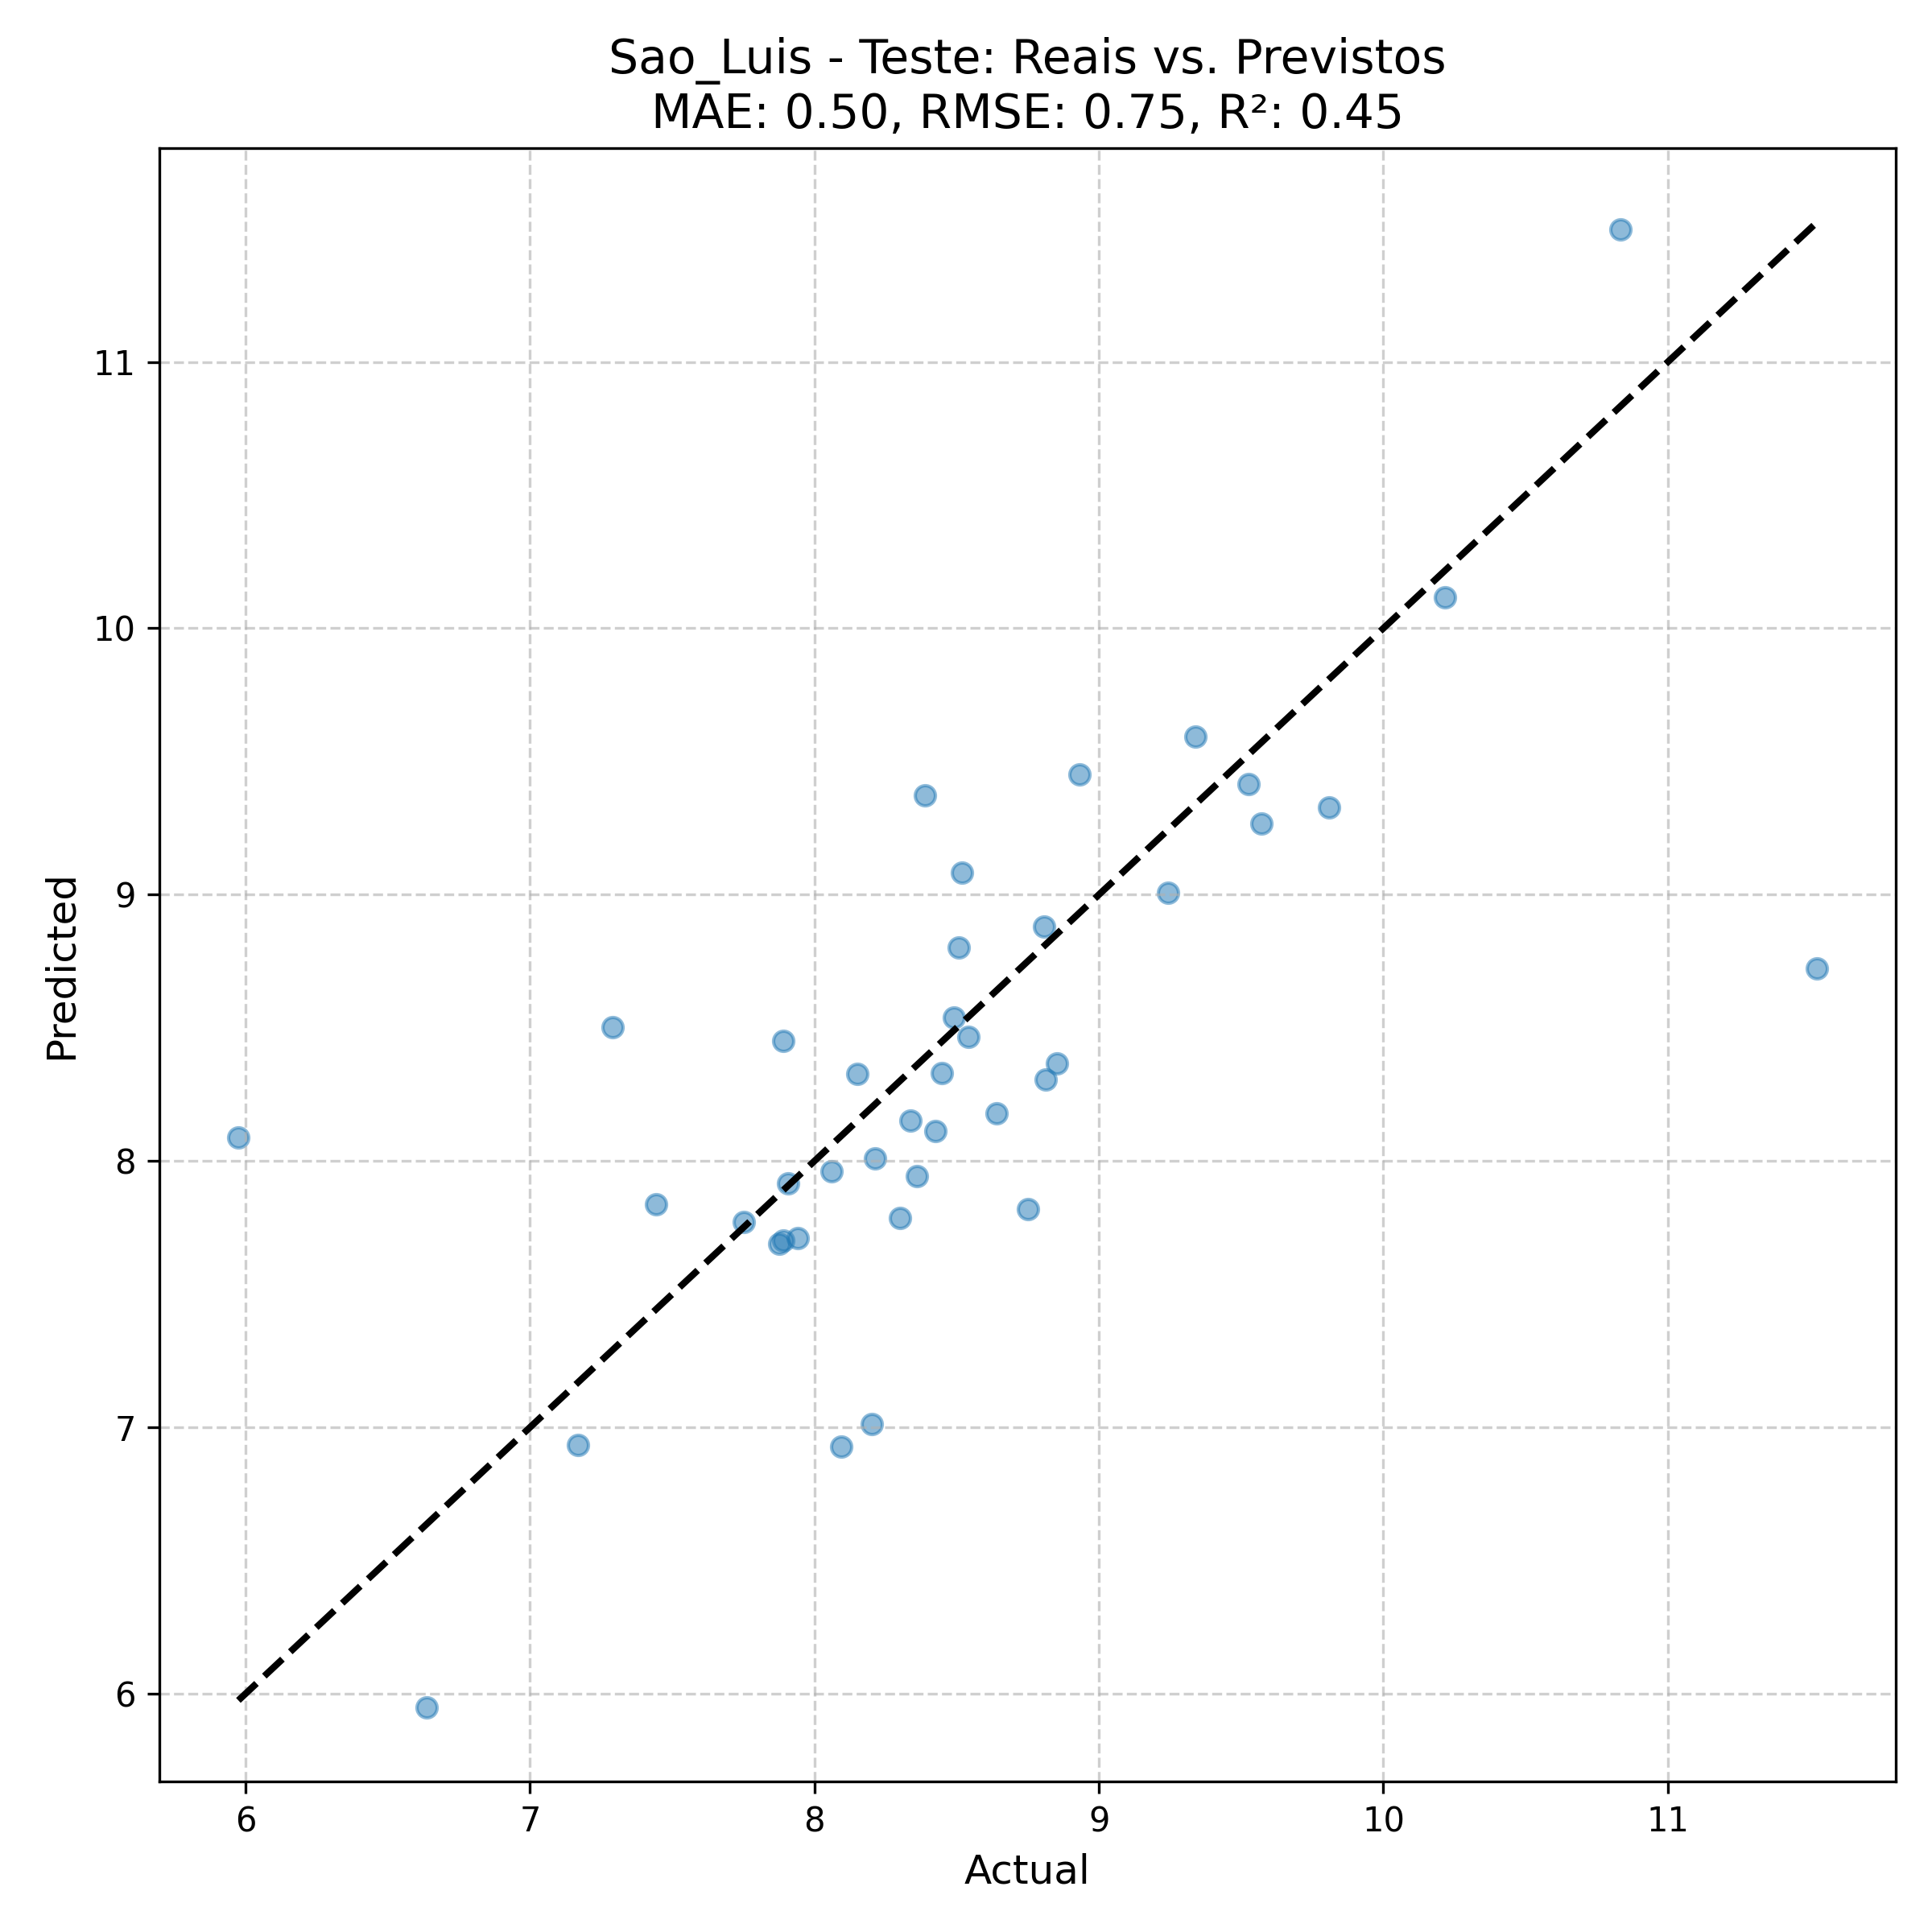 Sao_Luis - Teste: Reais vs. Previstos
MAE: 0.50, RMSE: 0.75, R²: 0.45
11
10
9
8
7
6
Predicted
6 7 8 9 10 11
Actual